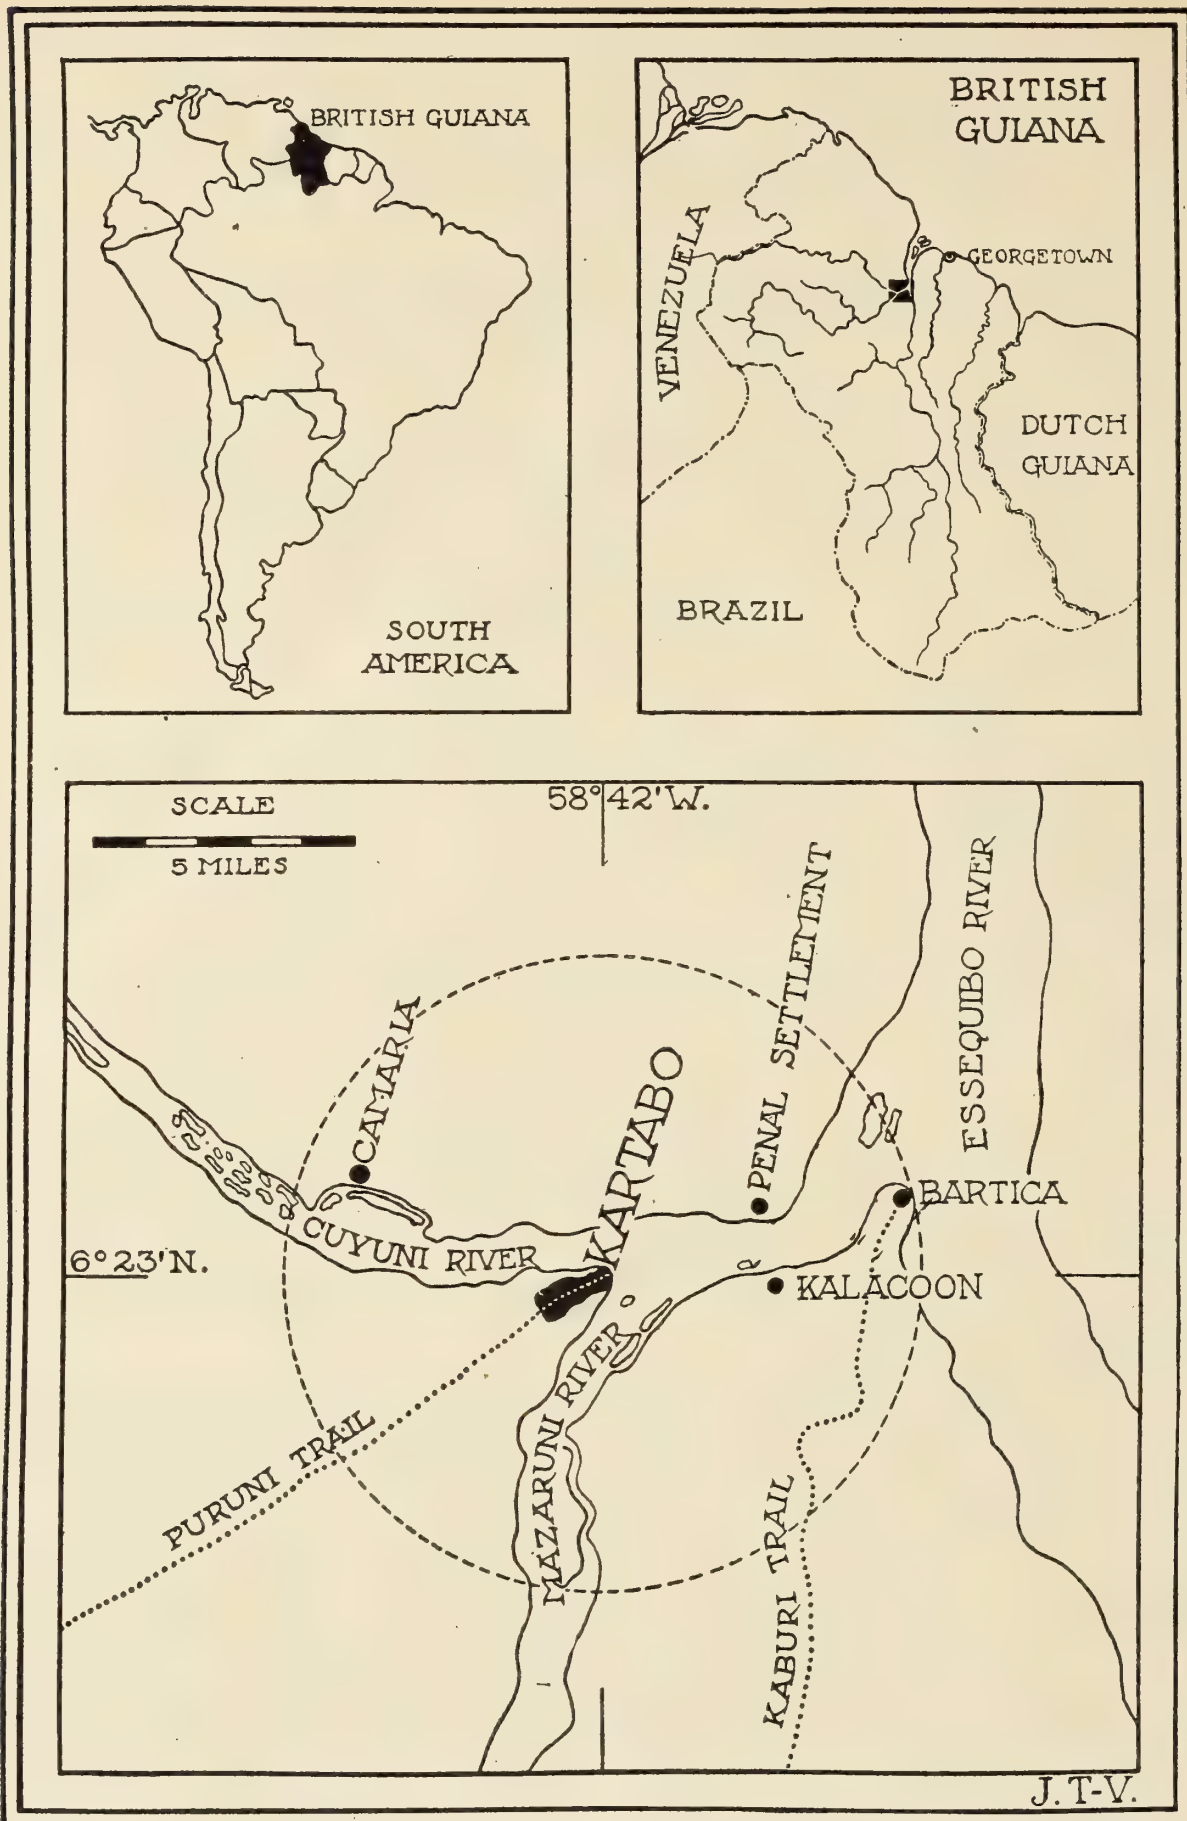 BRITISH GUIANA
SOUTH
AMERICA
BRITISH
GUIANA
VENEZUELA
GEORGETOWN
DUTCH
GUIANA
BRAZIL
SCALE
5 MILES
58°42'W.
PENAL SETTLEMENT
ESSEQUIBO RIVER
CAMARIA
KARTABO
BARTICA
CUYUNI RIVER
6°23'N.
KALACOON
MAZARUNI RIVER
PURUNI TRAIL
KABURI TRAIL
J. T-V.